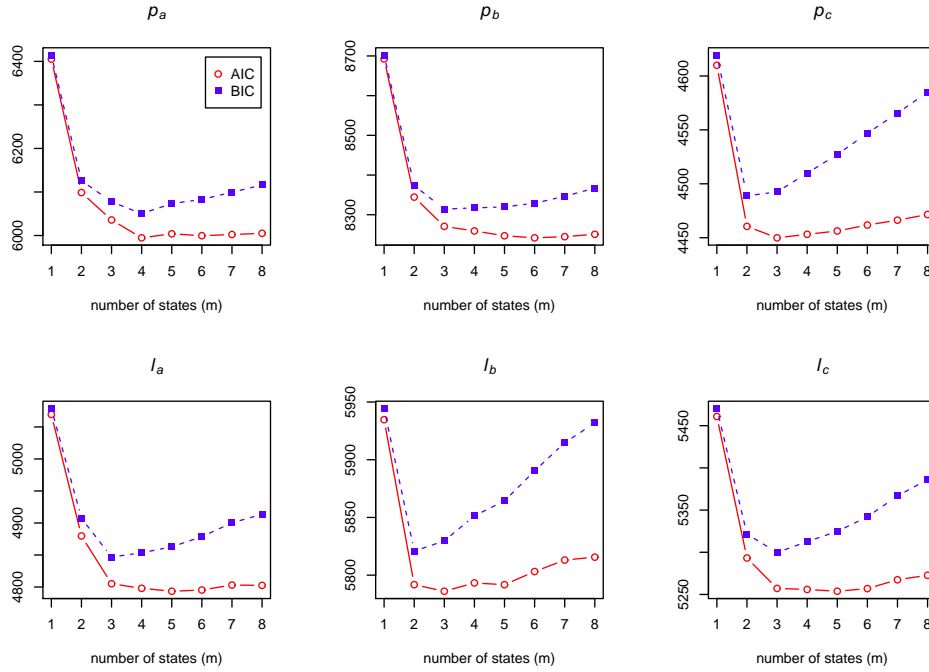 p_a
6000 6200 6400
AIC
BIC
1 2 3 4 5 6 7 8
number of states (m)
p_b
8300 8500 8700
1 2 3 4 5 6 7 8
number of states (m)
p_c
4450 4500 4550 4600
1 2 3 4 5 6 7 8
number of states (m)
l_a
4800 4900 5000
1 2 3 4 5 6 7 8
number of states (m)
l_b
5800 5850 5900 5950
1 2 3 4 5 6 7 8
number of states (m)
l_c
5250 5350 5450
1 2 3 4 5 6 7 8
number of states (m)